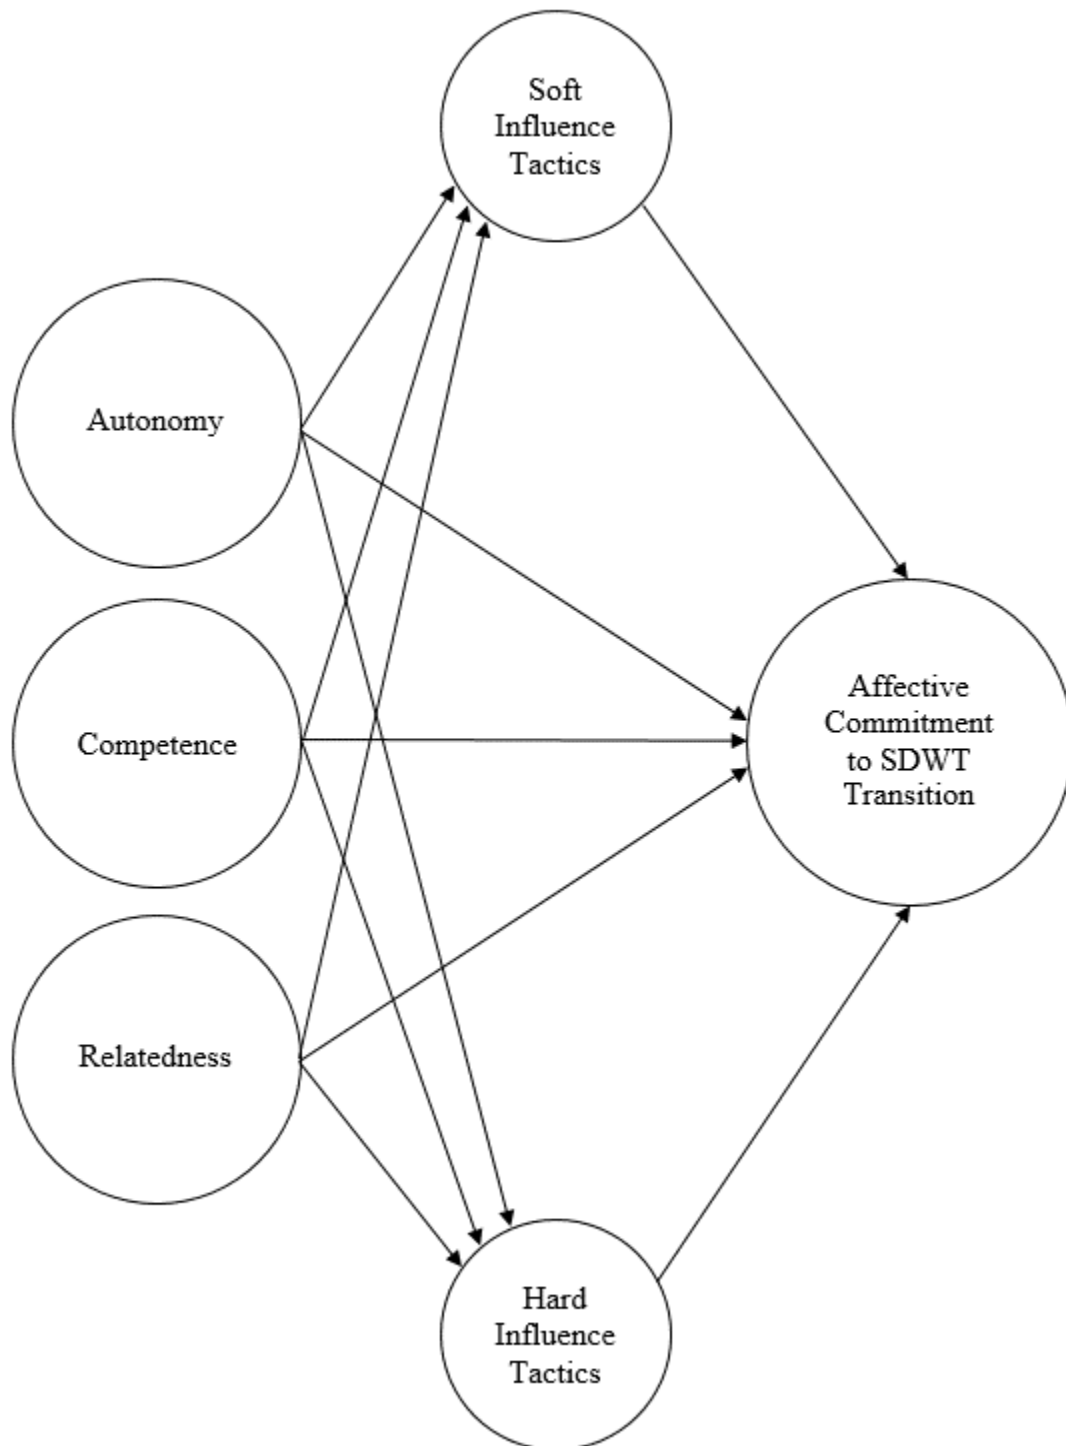 Soft
Influence
Tactics
Autonomy
Competence
Relatedness
Affective
Commitment
to SDWT
Transition
Hard
Influence
Tactics